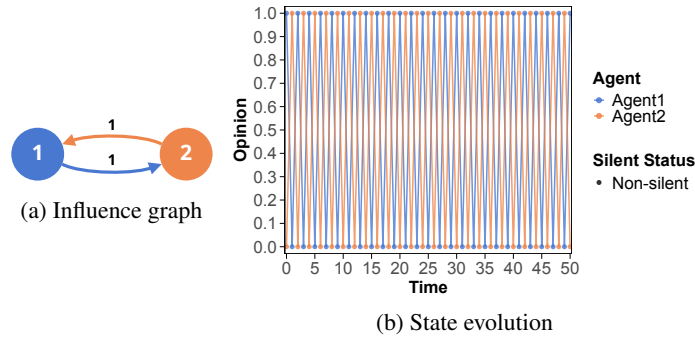 1
1
2
1
(a) Influence graph
Opinion
1.0
0.9
0.8
0.7
0.6
0.5
0.4
0.3
0.2
0.1
0.0
0 5 10 15 20 25 30 35 40 45 50
Time
Agent
Agent1
Agent2
Silent Status
Non-silent
(b) State evolution